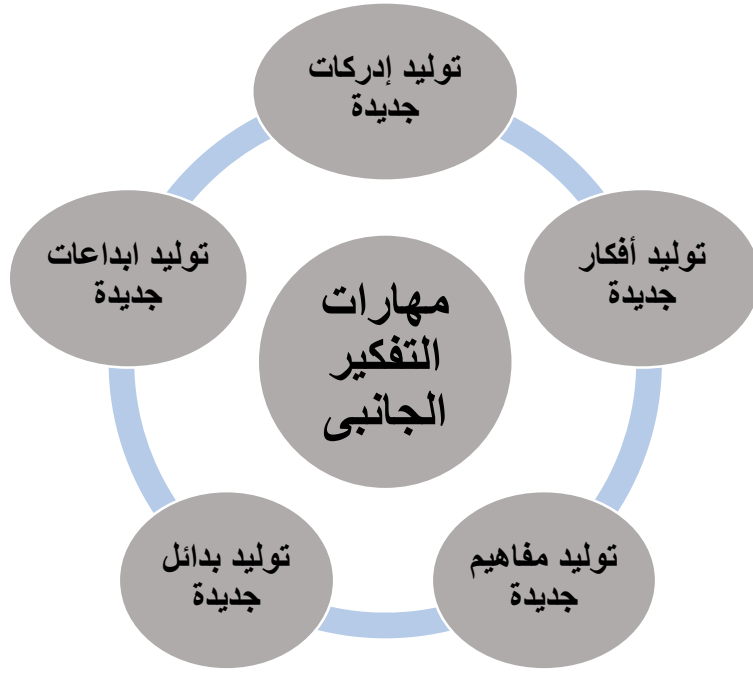 توليد إدركات
جديدة
توليد أفكار
جديدة
توليد مفاهيم
جديدة
توليد بدائل
جديدة
توليد ابداعات
جديدة
مهارات
التفكير
الجانبى